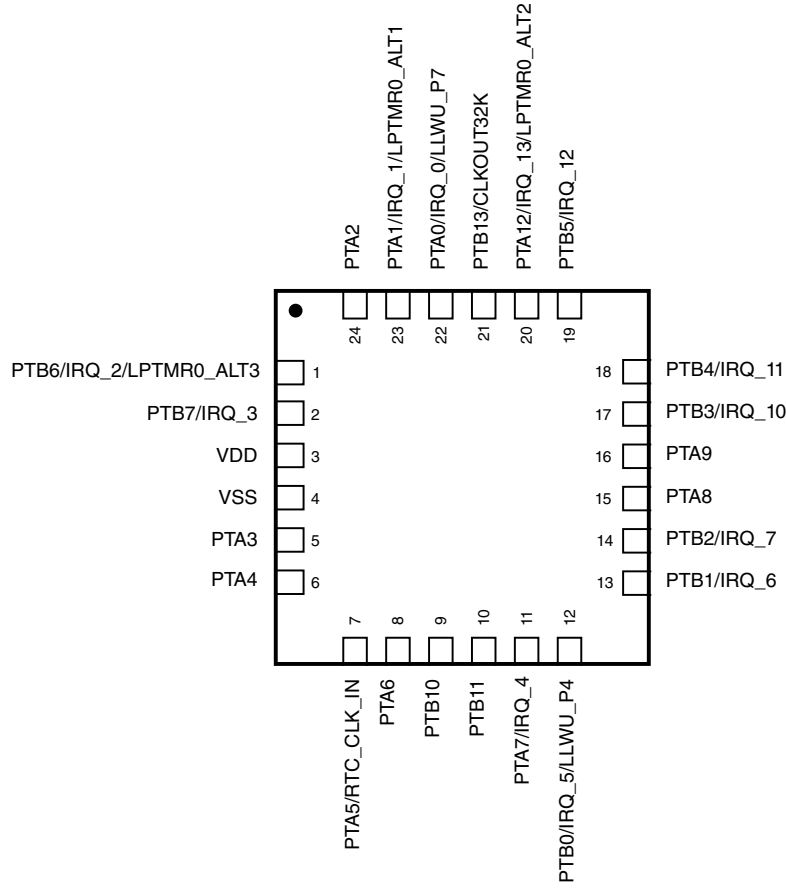 PTA2
PTA1/IRQ_1/LPTMR0_ALT1
PTA0/IRQ_0/LLWU_P7
PTB13/CLKOUT32K
PTA12/IRQ_13/LPTMR0_ALT2
PTB5/IRQ_12
24
23
22
21
20
19
PTB6/IRQ_2/LPTMR0_ALT3 1
PTB7/IRQ_3 2
VDD 3
VSS 4
PTA3 5
PTA4 6
18 PTB4/IRQ_11
17 PTB3/IRQ_10
16 PTA9
15 PTA8
14 PTB2/IRQ_7
13 PTB1/IRQ_6
7
8
9
10
11
12
PTA5/RTC_CLK_IN
PTA6
PTB10
PTB11
PTA7/IRQ_4
PTB0/IRQ_5/LLWU_P4